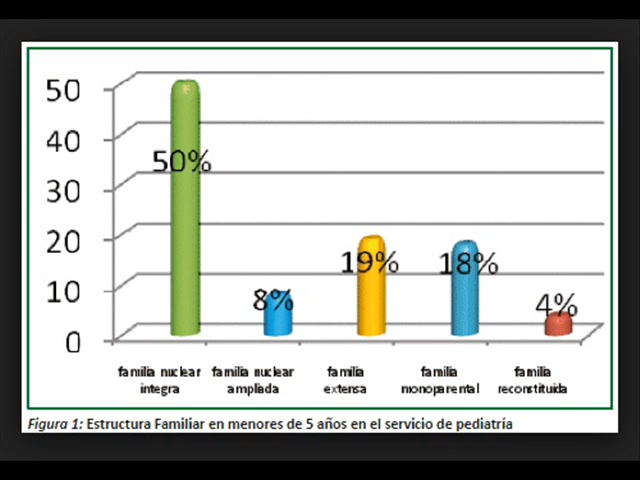 50
40
30
20
10
0
50%
8%
19%
18%
4%
familia nuclear
integra
familia nuclear
ampliada
familia
extensa
familia
monoparental
familia
reconstituida
Figura 1: Estructura Familiar en menores de 5 años en el servicio de pediatría